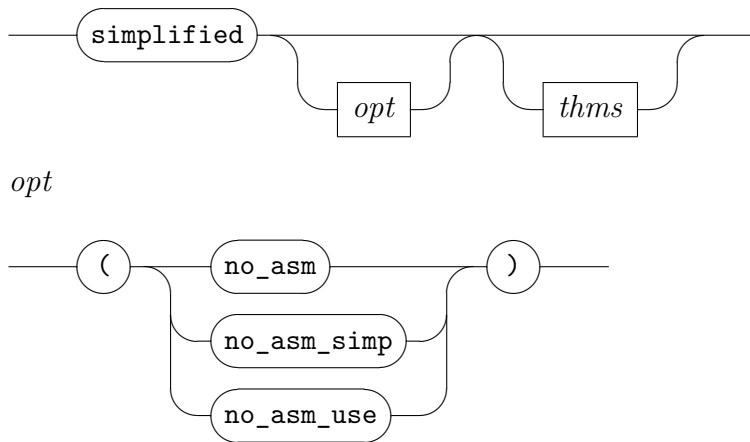 simplified
opt thms
opt
( no_asm )
no_asm_simp
no_asm_use